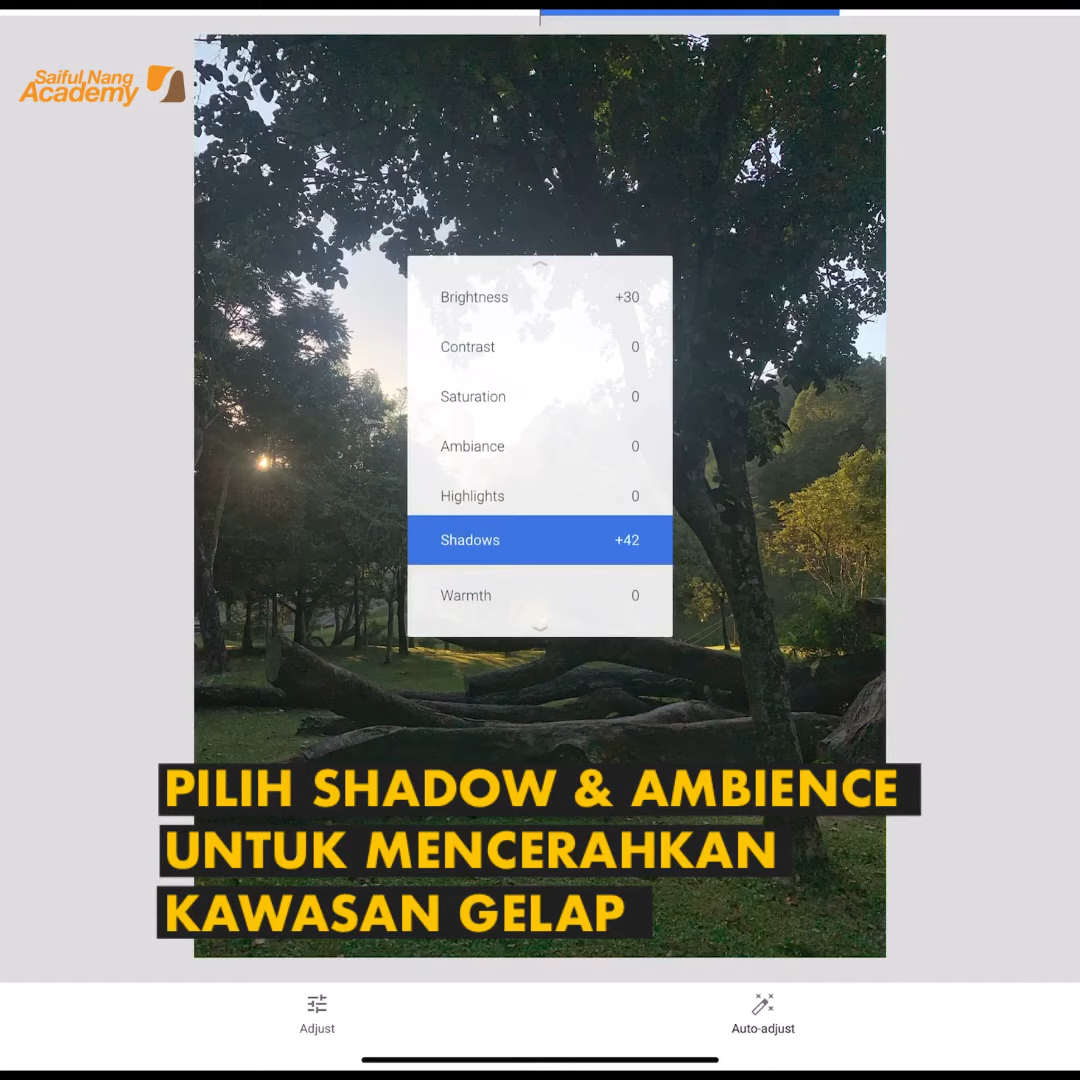 Saiful Nang
Academy
Brightness +30
Contrast 0
Saturation 0
Ambiance 0
Highlights 0
Shadows +42
Warmth 0
PILIH SHADOW & AMBIENCE
UNTUK MENCERAHKAN
KAWASAN GELAP
Adjust Auto-adjust